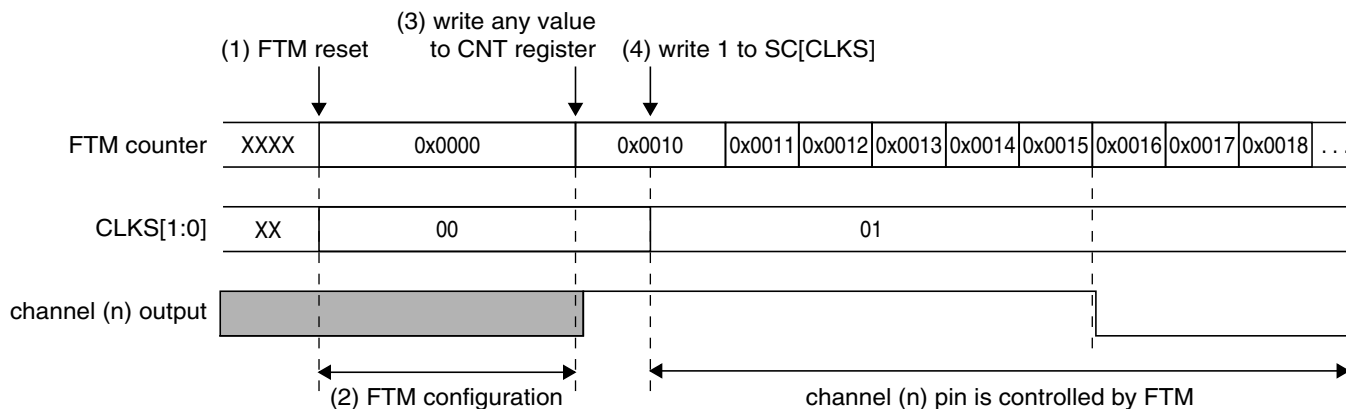 (3) write any value
(1) FTM reset to CNT register (4) write 1 to SC[CLKS]
FTM counter XXXX 0x0000 0x0010 0x0011 0x0012 0x0013 0x0014 0x0015 0x0016 0x0017 0x0018 ...
CLKS[1:0] XX 00 01
channel (n) output
(2) FTM configuration channel (n) pin is controlled by FTM